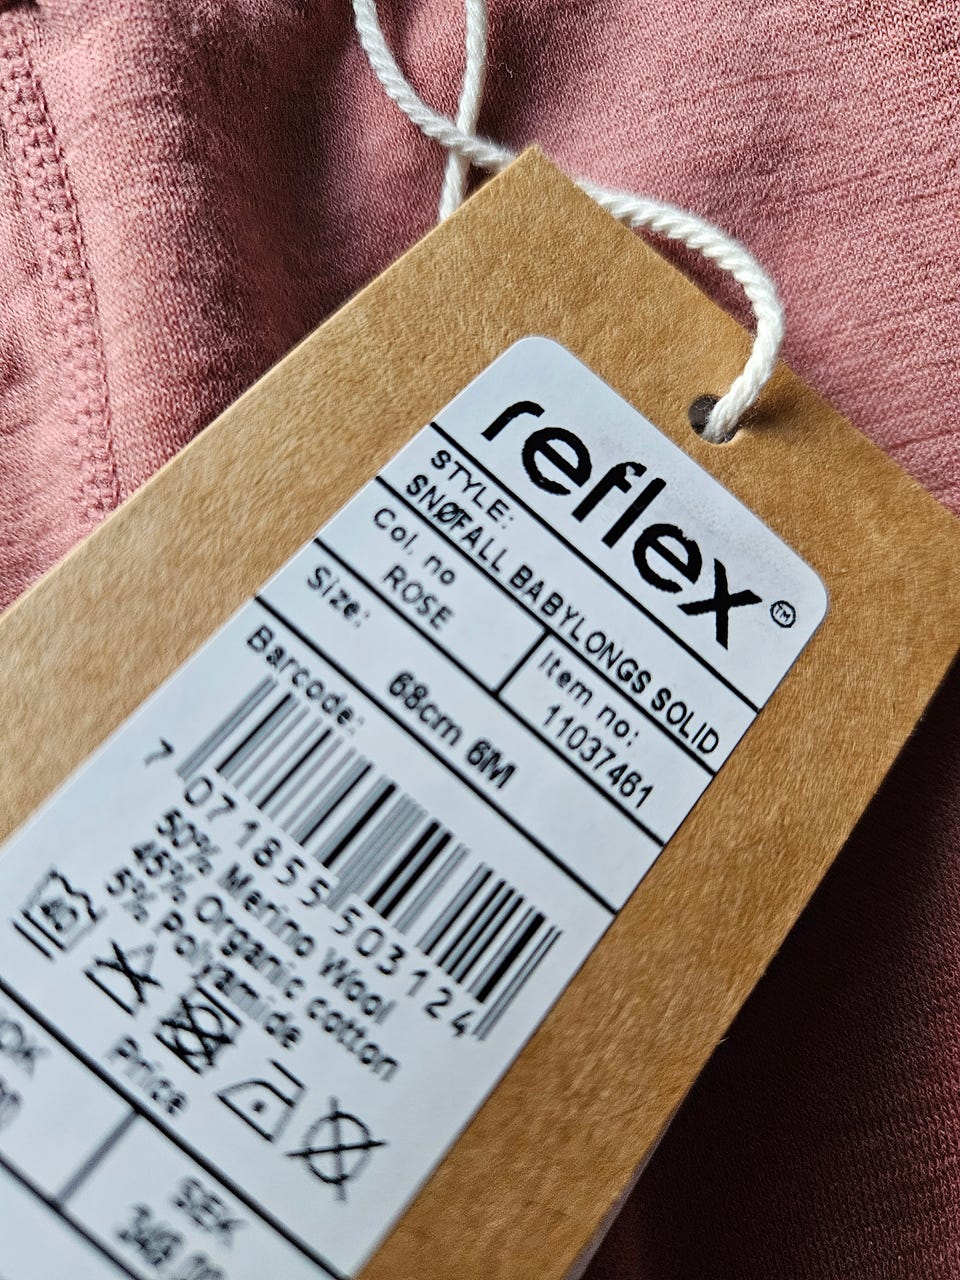 reflex™
STYLE:
SNØFALL BABYLONGS SOLID
Col. no
ROSE
Item no:
11037461
Size:
68cm 6M
Barcode:
7 071855 503124
50% Merino Wool
45% Organic cotton
5% Polyamide
Price
SEK